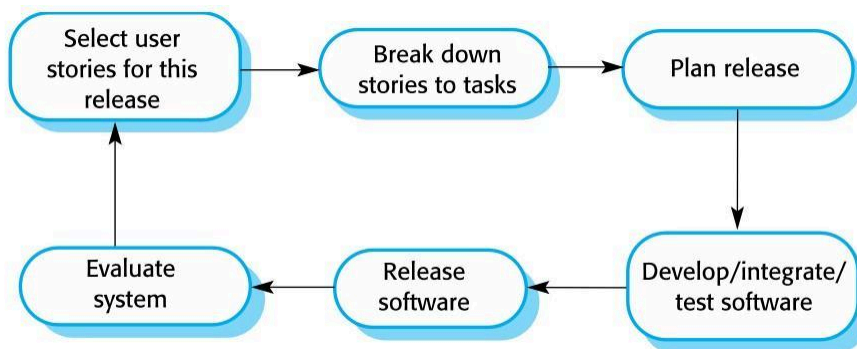 Select user
stories for this
release
Break down
stories to tasks
Plan release
Develop/integrate/
test software
Release
software
Evaluate
system